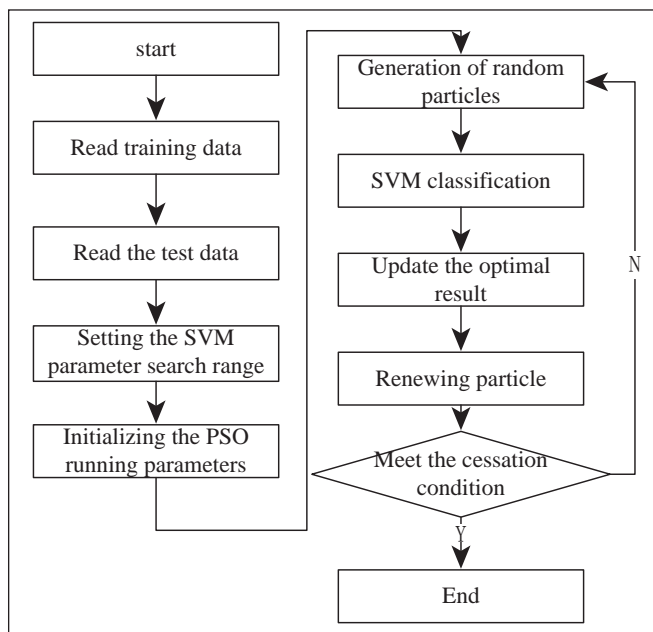 start
Read training data
Read the test data
Setting the SVM
parameter search range
Initializing the PSO
running parameters
Generation of random
particles
SVM classification
Update the optimal
result
Renewing particle
Meet the cessation
condition
N
Y
End